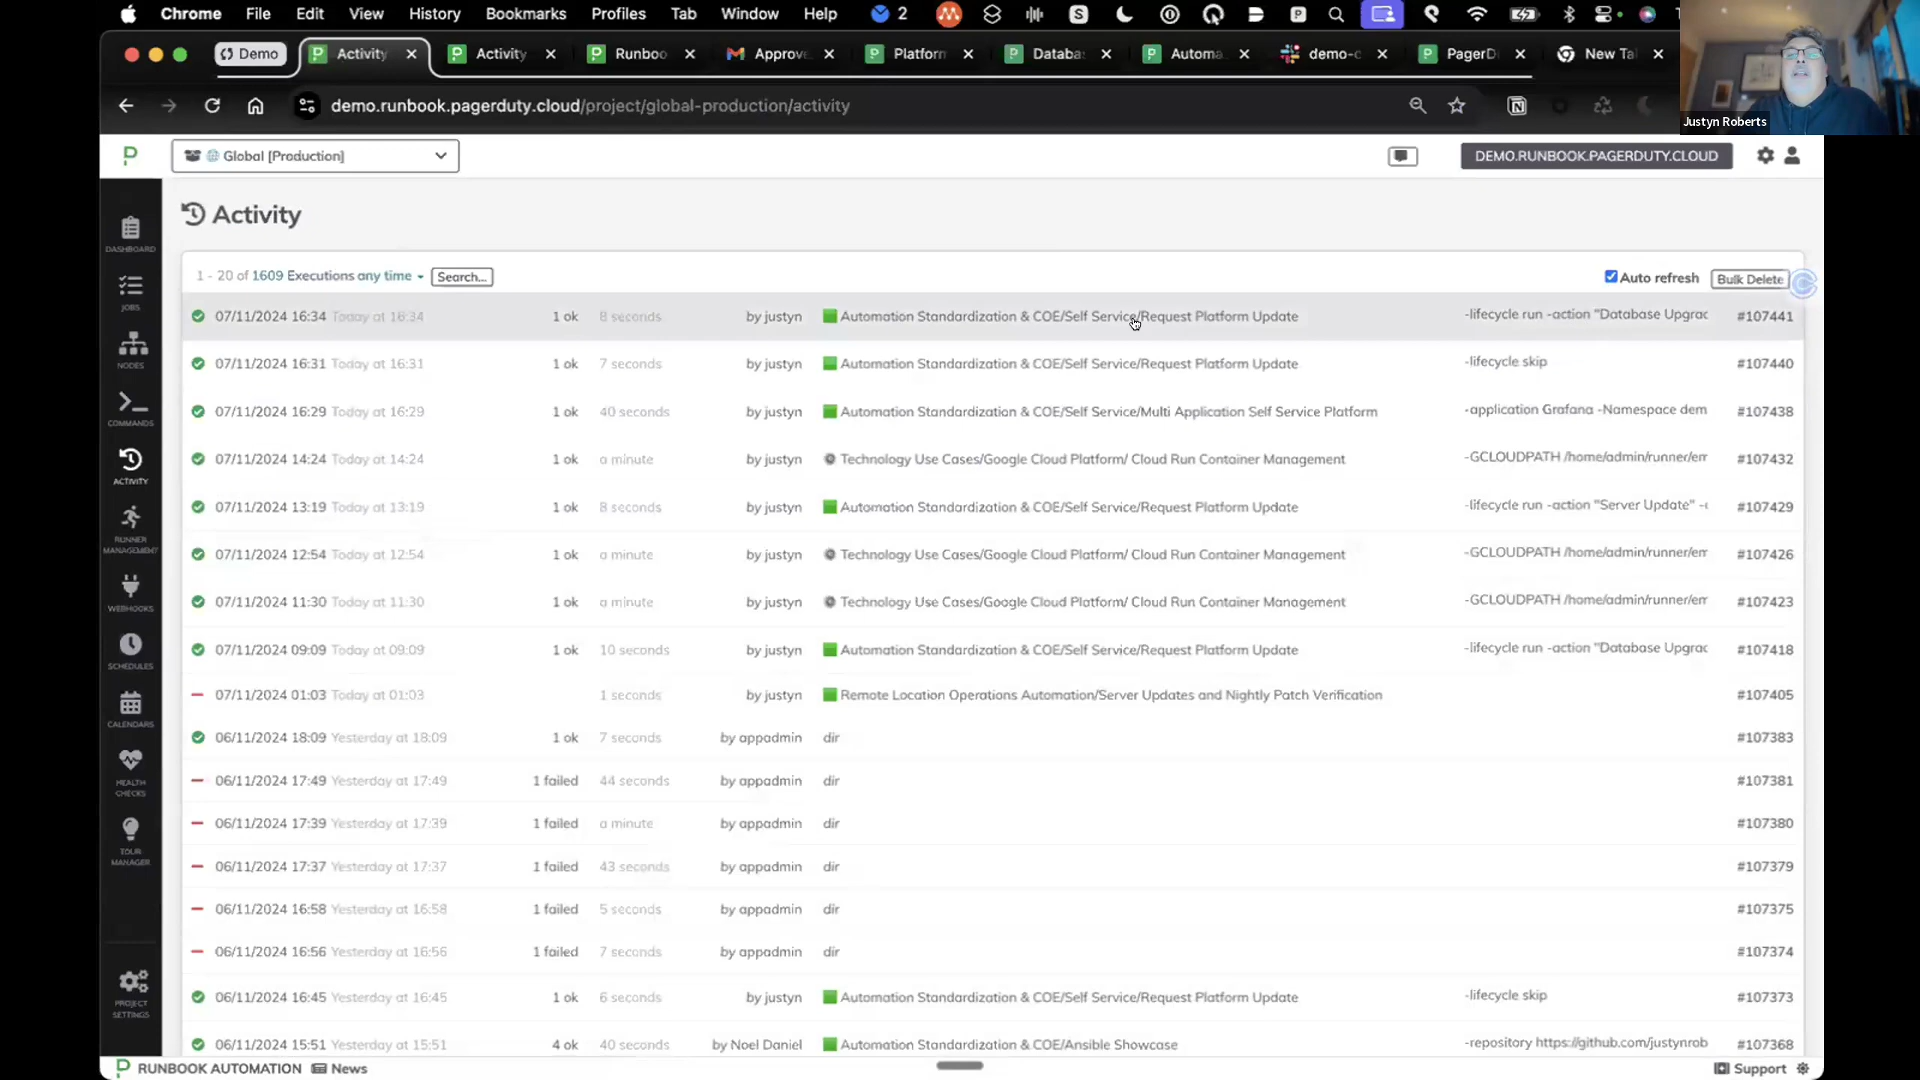 Chrome File Edit View History Bookmarks Profiles Tab Window Help 2
Demo Activity Activity Runboo Approve Platforr Databa Automa demo-c PagerD New Tal
demo.runbook.pagerduty.cloud/project/global-production/activity
Justyn Roberts
Global [Production] DEMO.RUNBOOK.PAGERDUTY.CLOUD
DASHBOARD
JOBS
NODES
COMMANDS
ACTIVITY
RUNNER
MANAGEMENT
WEBHOOKS
SCHEDULES
CALENDARS
HEALTH
CHECKS
TOUR
MANAGER
PROJECT
SETTINGS
Activity
1 - 20 of 1609 Executions any time Search... Auto refresh Bulk Delete
07/11/2024 16:34 Today at 16:34 1 ok 8 seconds by justyn Automation Standardization & COE/Self Service/Request Platform Update -lifecycle run -action "Database Upgrac #107441
07/11/2024 16:31 Today at 16:31 1 ok 7 seconds by justyn Automation Standardization & COE/Self Service/Request Platform Update -lifecycle skip #107440
07/11/2024 16:29 Today at 16:29 1 ok 40 seconds by justyn Automation Standardization & COE/Self Service/Multi Application Self Service Platform -application Grafana -Namespace dem #107438
07/11/2024 14:24 Today at 14:24 1 ok a minute by justyn Technology Use Cases/Google Cloud Platform/ Cloud Run Container Management -GCLOUDPATH /home/admin/runner/em #107432
07/11/2024 13:19 Today at 13:19 1 ok 8 seconds by justyn Automation Standardization & COE/Self Service/Request Platform Update -lifecycle run -action "Server Update" -c #107429
07/11/2024 12:54 Today at 12:54 1 ok a minute by justyn Technology Use Cases/Google Cloud Platform/ Cloud Run Container Management -GCLOUDPATH /home/admin/runner/em #107426
07/11/2024 11:30 Today at 11:30 1 ok a minute by justyn Technology Use Cases/Google Cloud Platform/ Cloud Run Container Management -GCLOUDPATH /home/admin/runner/em #107423
07/11/2024 09:09 Today at 09:09 1 ok 10 seconds by justyn Automation Standardization & COE/Self Service/Request Platform Update -lifecycle run -action "Database Upgrac #107418
07/11/2024 01:03 Today at 01:03 1 seconds by justyn Remote Location Operations Automation/Server Updates and Nightly Patch Verification #107405
06/11/2024 18:09 Yesterday at 18:09 1 ok 7 seconds by appadmin dir #107383
06/11/2024 17:49 Yesterday at 17:49 1 failed 44 seconds by appadmin dir #107381
06/11/2024 17:39 Yesterday at 17:39 1 failed a minute by appadmin dir #107380
06/11/2024 17:37 Yesterday at 17:37 1 failed 43 seconds by appadmin dir #107379
06/11/2024 16:58 Yesterday at 16:58 1 failed 5 seconds by appadmin dir #107375
06/11/2024 16:56 Yesterday at 16:56 1 failed 7 seconds by appadmin dir #107374
06/11/2024 16:45 Yesterday at 16:45 1 ok 6 seconds by justyn Automation Standardization & COE/Self Service/Request Platform Update -lifecycle skip #107373
06/11/2024 15:51 Yesterday at 15:51 4 ok 40 seconds by Noel Daniel Automation Standardization & COE/Ansible Showcase -repository https://github.com/justynrob #107368
RUNBOOK AUTOMATION News Support